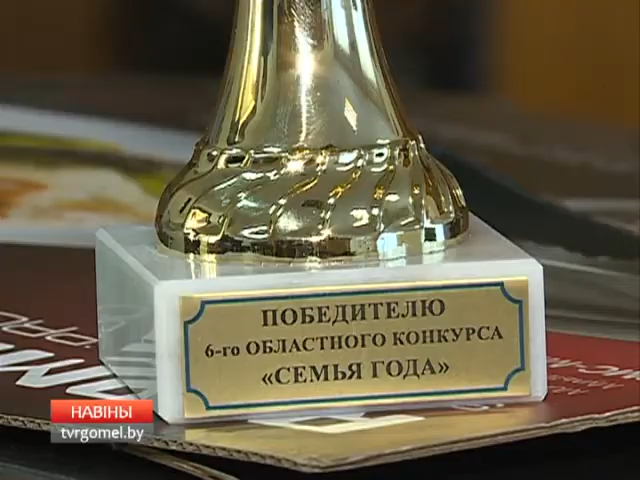 ПОБЕДИТЕЛЮ
6-го ОБЛАСТНОГО КОНКУРСА
«СЕМЬЯ ГОДА»
НАВІНЫ
tvrgomel.by